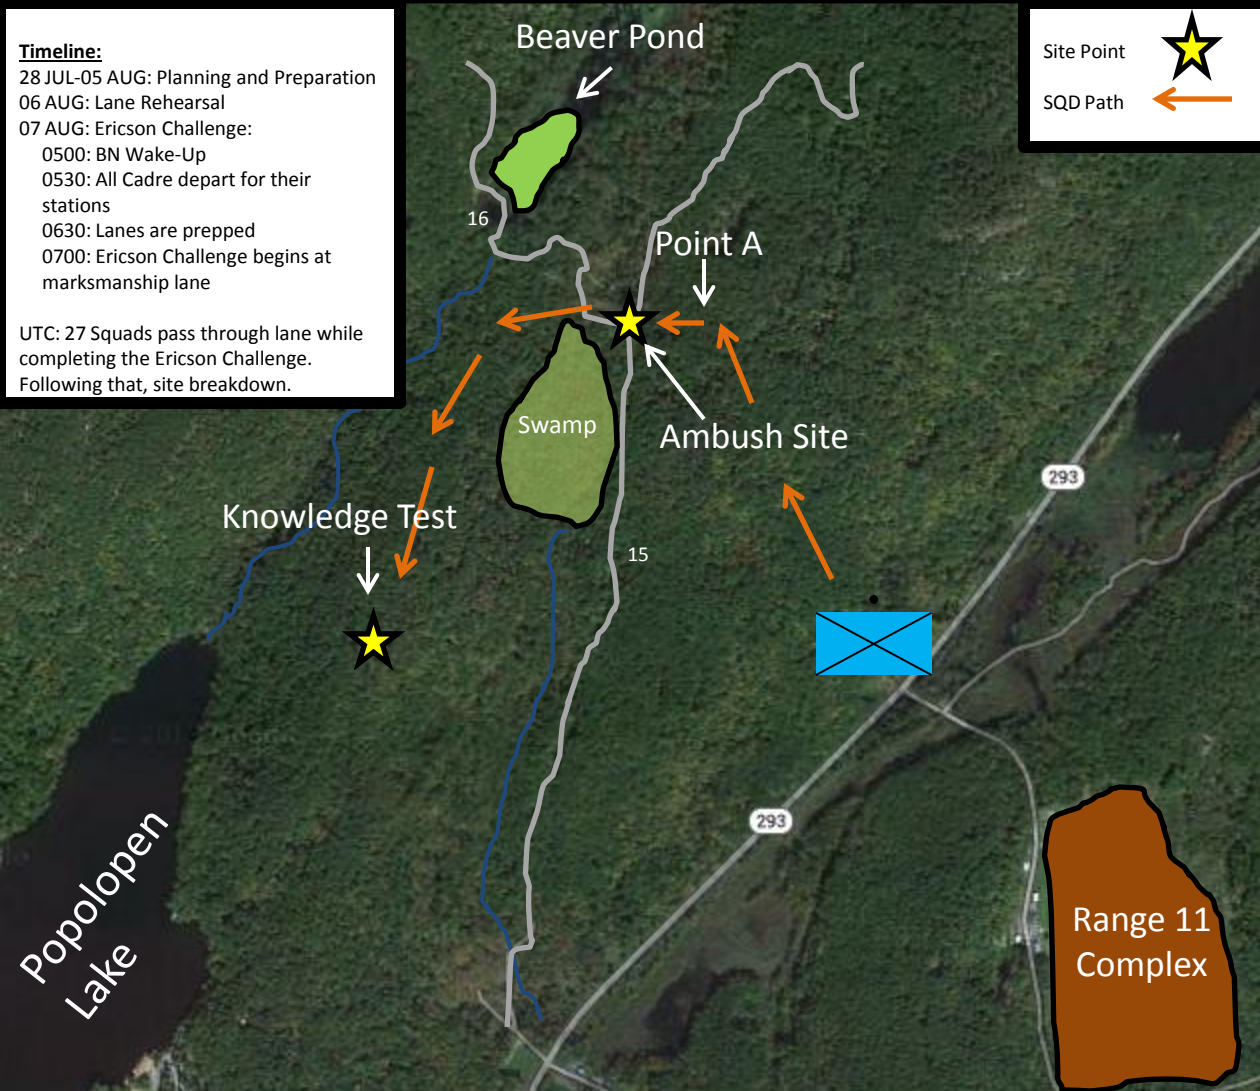 Timeline:
28 JUL-05 AUG: Planning and Preparation
06 AUG: Lane Rehearsal
07 AUG: Ericson Challenge:
0500: BN Wake-Up
0530: All Cadre depart for their
stations
0630: Lanes are prepped
0700: Ericson Challenge begins at
marksmanship lane
UTC: 27 Squads pass through lane while
completing the Ericson Challenge.
Following that, site breakdown.
Beaver Pond
Site Point
SQD Path
16
Point A
Swamp
Ambush Site
293
Knowledge Test
15
293
Popolopen
Lake
Range 11
Complex